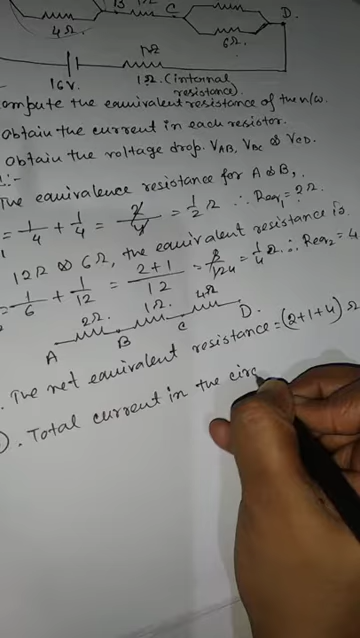 B C D.
4Ω 6Ω.
1Ω
16V. 1Ω (internal
resistance).
ompute the equivalent resistance of the n/w.
obtain the current in each resistor.
obtain the voltage drop. VAB, VBC & VCD.
:-
The equivalence resistance for A & B,
= 1/4 + 1/4 = 2/4 = 1/2 Ω ∴ Req1 = 2Ω.
12Ω & 6Ω, the equivalent resistance is
= 1/6 + 1/12 = 2+1/12 = 3/12 4 = 1/4 Ω. ∴ Req2 = 4
2Ω 1Ω 4Ω
A B C D.
. The net equivalent resistance = (2+1+4) Ω
). Total current in the circ